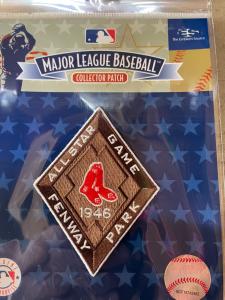 MAJOR LEAGUE BASEBALL
COLLECTOR PATCH
ALL STAR
GAME
1946
FENWAY
PARK